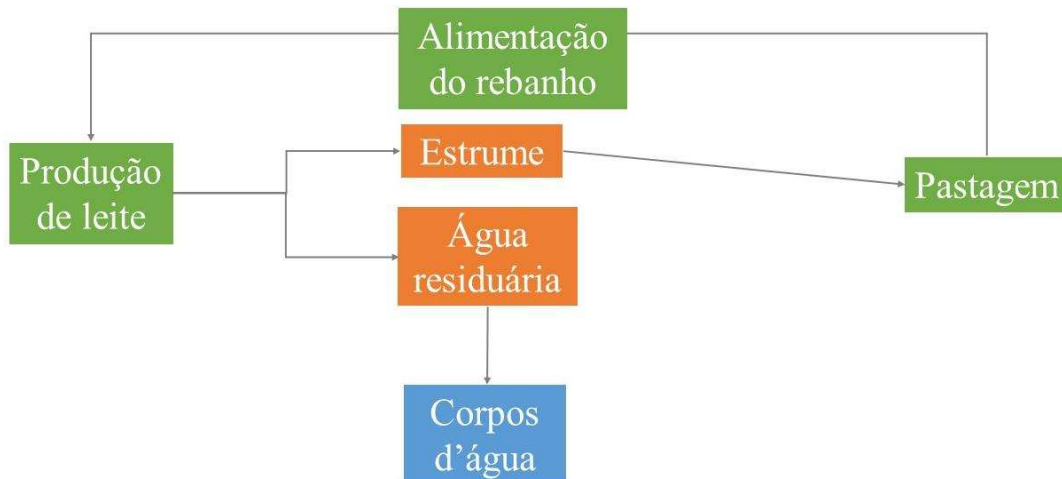 Alimentação
do rebanho
Estrume
Produção
de leite
Pastagem
Água
residuária
Corpos
d’água